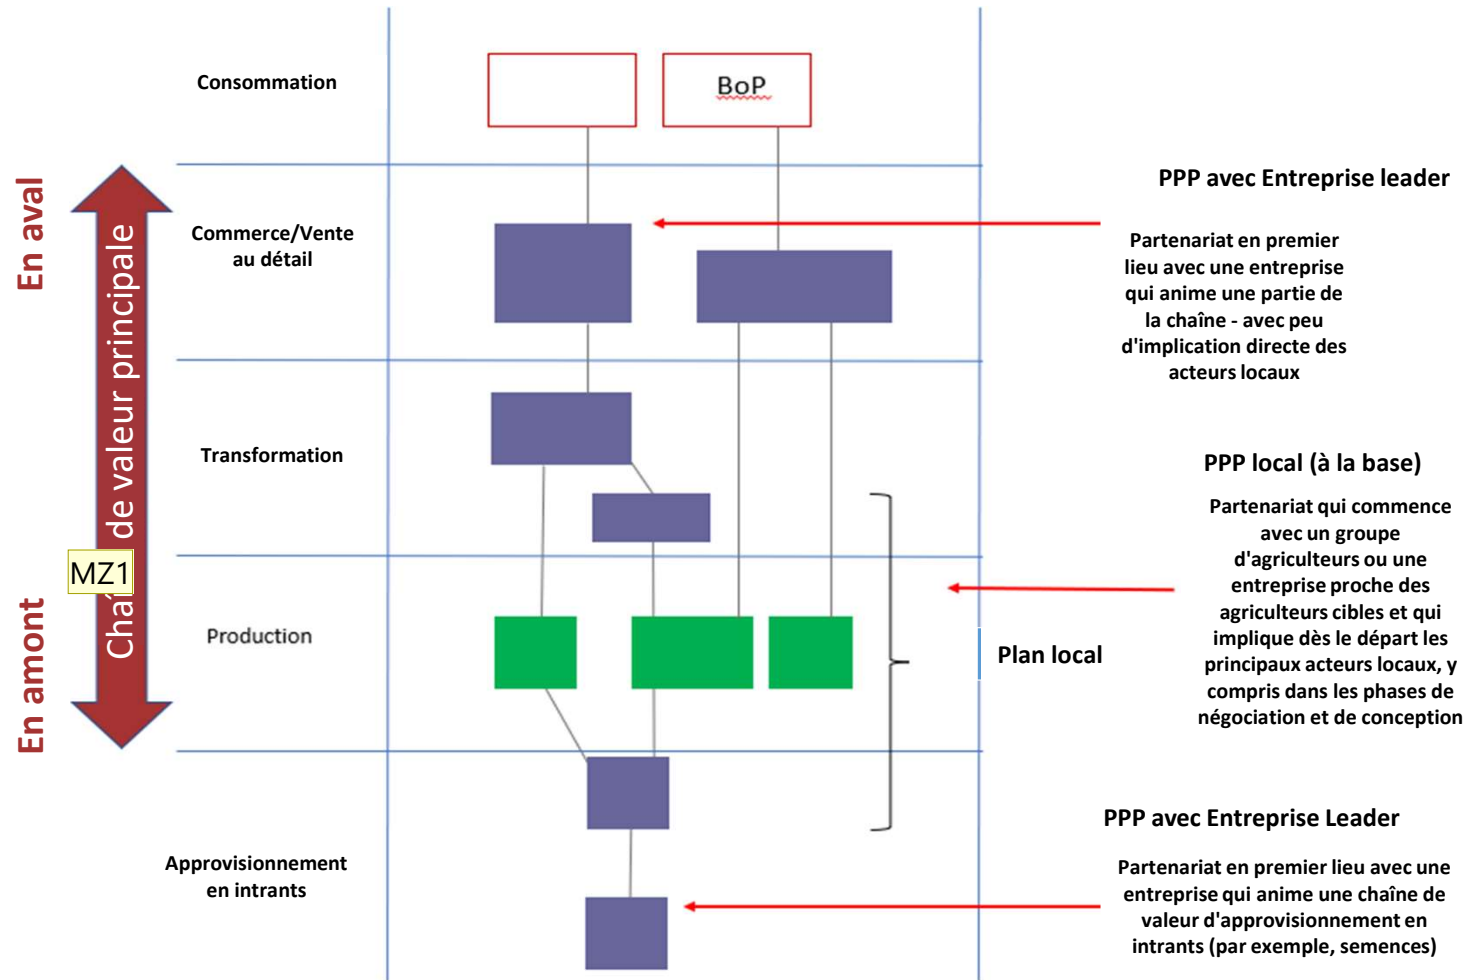 Consommation
BoP
En aval
En amont
Chaî de valeur principale
MZ1
Commerce/Vente
au détail
Transformation
Production
Approvisionnement
en intrants
PPP avec Entreprise leader
Partenariat en premier
lieu avec une entreprise
qui anime une partie de
la chaîne - avec peu
d'implication directe des
acteurs locaux
PPP local (à la base)
Partenariat qui commence
avec un groupe
d'agriculteurs ou une
entreprise proche des
agriculteurs cibles et qui
implique dès le départ les
principaux acteurs locaux, y
compris dans les phases de
négociation et de conception
Plan local
PPP avec Entreprise Leader
Partenariat en premier lieu avec une
entreprise qui anime une chaîne de
valeur d'approvisionnement en
intrants (par exemple, semences)